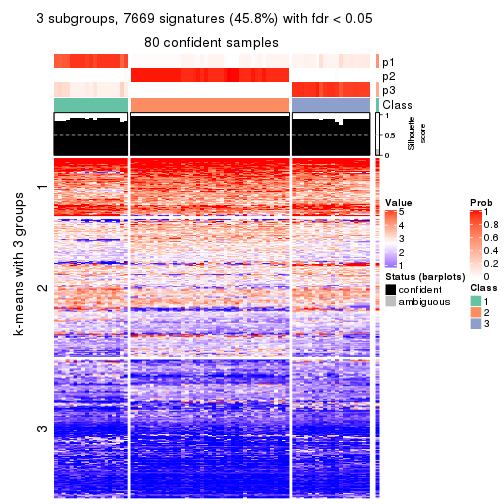 3 subgroups, 7669 signatures (45.8%) with fdr < 0.05
80 confident samples
p1
p2
p3
Class
1
0.5
0
Silhouette
score
k-means with 3 groups
1
2
3
Value
5
4
3
2
1
Status (barplots)
confident
ambiguous
Prob
1
0.8
0.6
0.4
0.2
0
Class
1
2
3